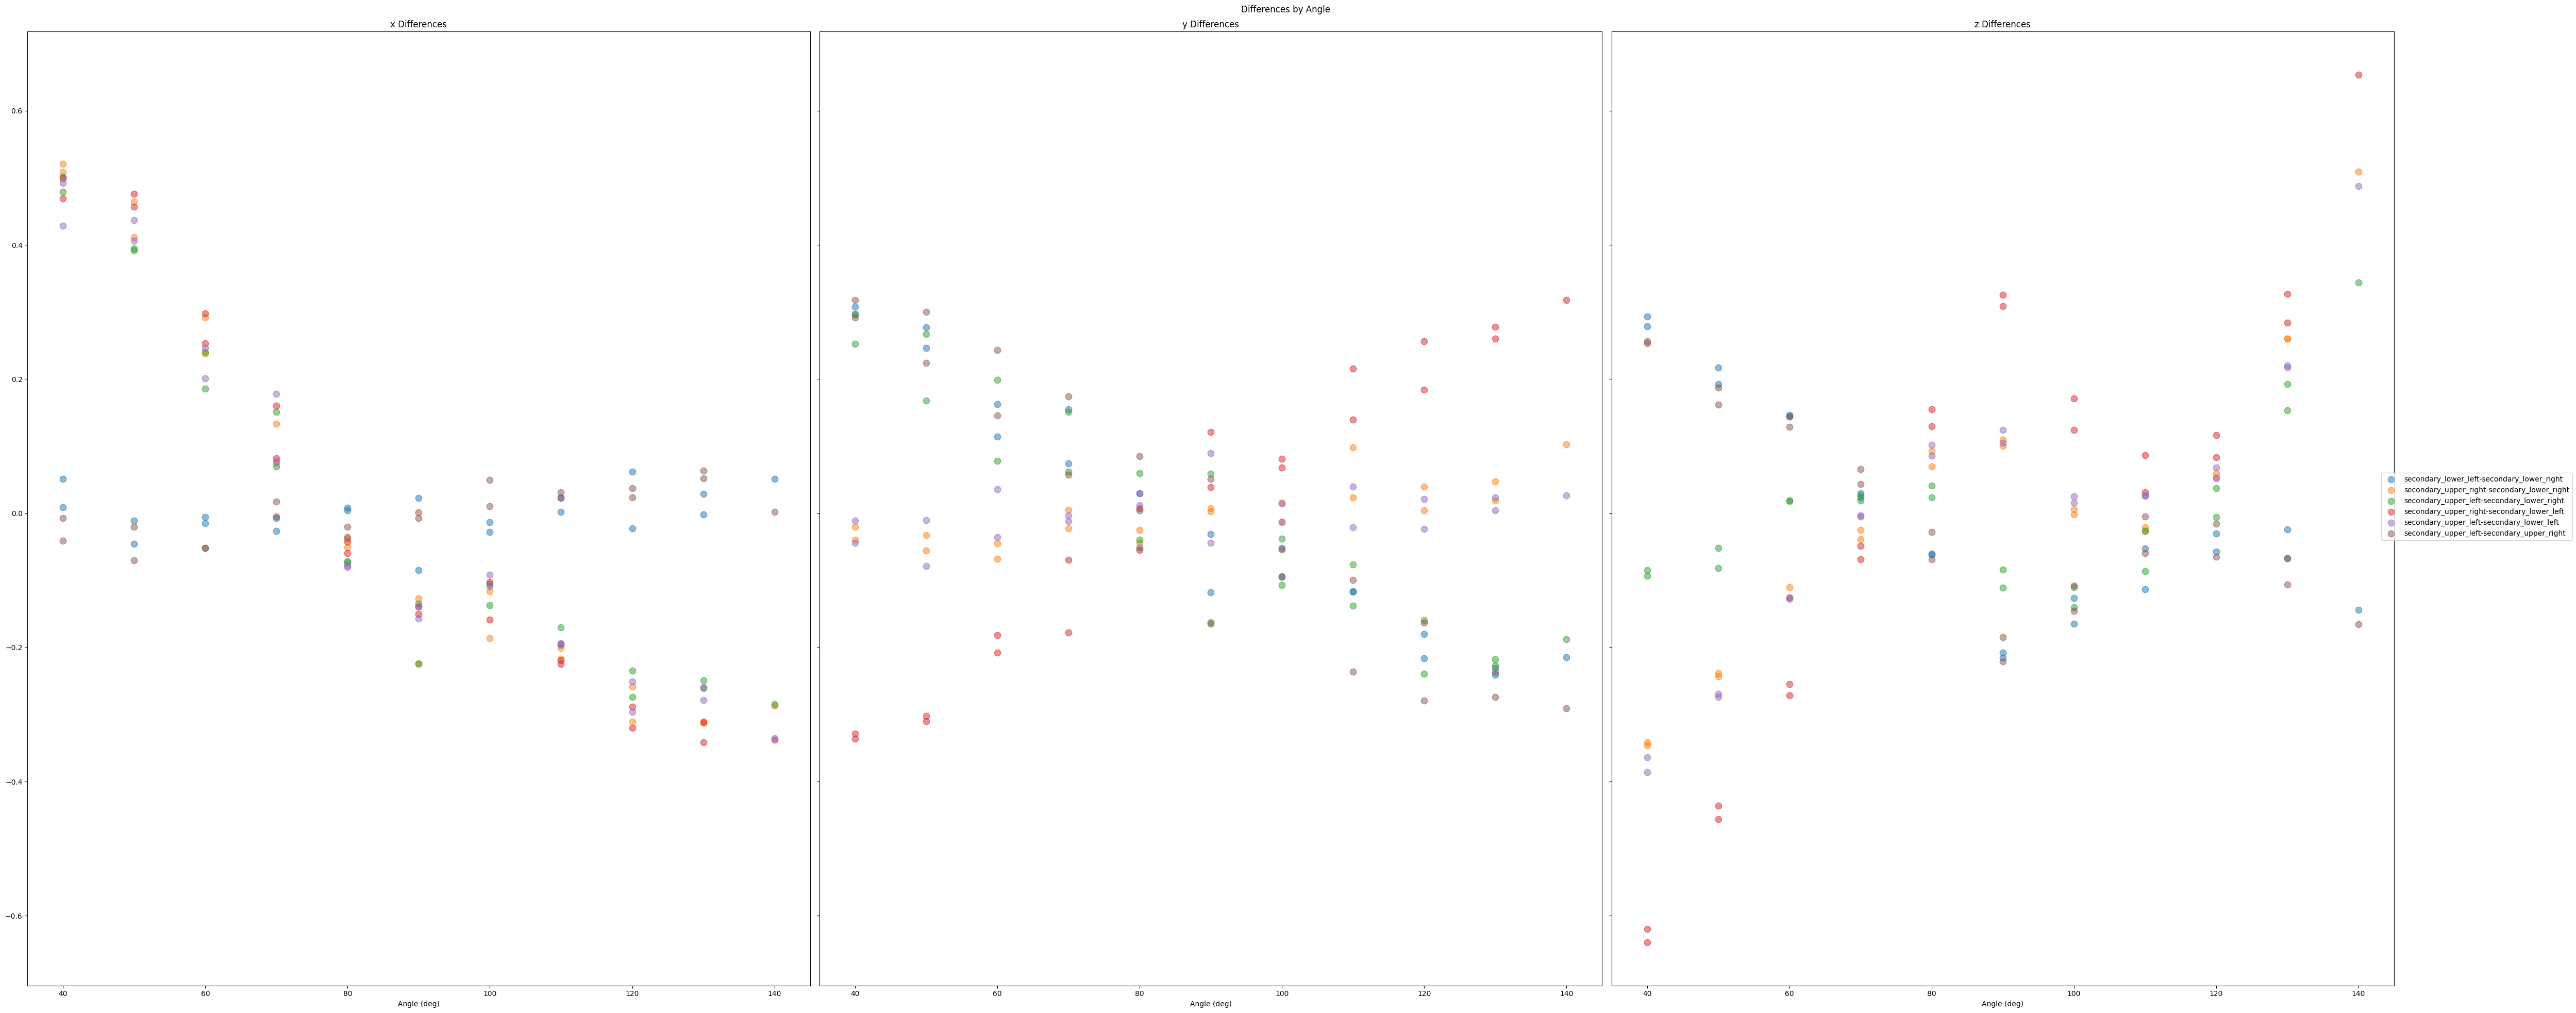 Differences by Angle
x Differences
y Differences
z Differences
0.6
0.4
0.2
0.0
−0.2
−0.4
−0.6
secondary_lower_left-secondary_lower_right
secondary_upper_right-secondary_lower_right
secondary_upper_left-secondary_lower_right
secondary_upper_right-secondary_lower_left
secondary_upper_left-secondary_lower_left
secondary_upper_left-secondary_upper_right
40 60 80 100 120 140
40 60 80 100 120 140
40 60 80 100 120 140
Angle (deg)
Angle (deg)
Angle (deg)